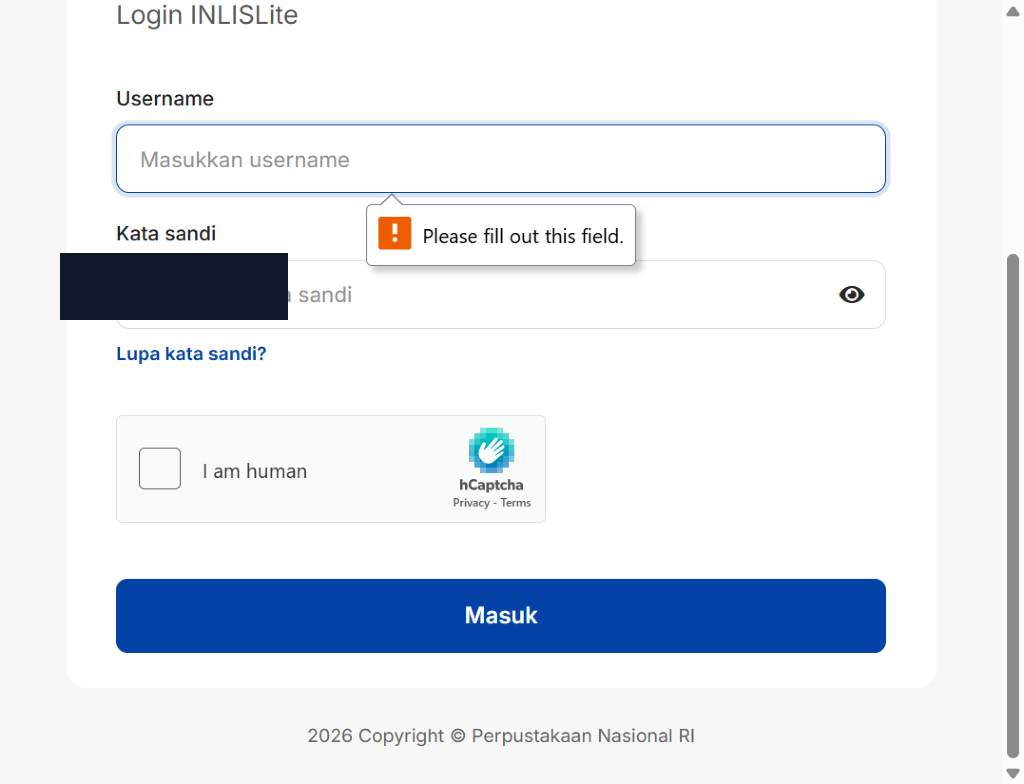 Login INLISLite
Username
Masukkan username
Please fill out this field.
Kata sandi
sandi
Lupa kata sandi?
I am human
hCaptcha
Privacy - Terms
Masuk
2026 Copyright © Perpustakaan Nasional RI